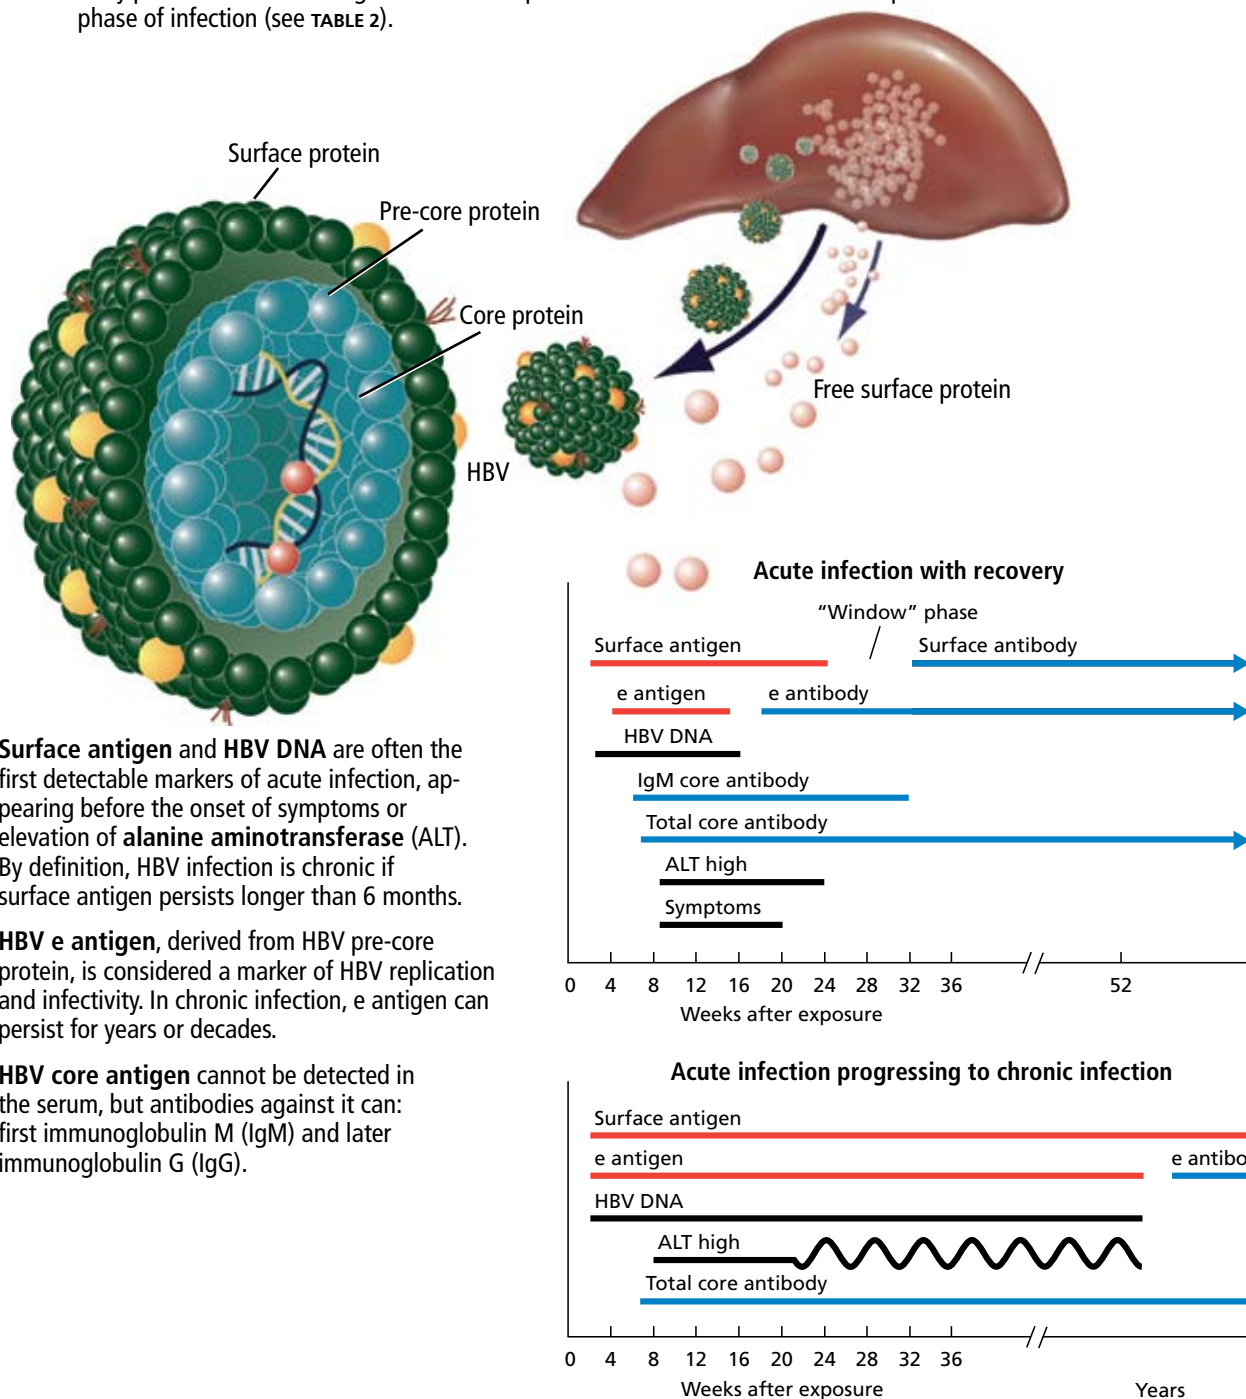 phase of infection (see TABLE 2).
Surface protein
Pre-core protein
Core protein
HBV
Free surface protein
Surface antigen and HBV DNA are often the
first detectable markers of acute infection, ap-
pearing before the onset of symptoms or
elevation of alanine aminotransferase (ALT).
By definition, HBV infection is chronic if
surface antigen persists longer than 6 months.
HBV e antigen, derived from HBV pre-core
protein, is considered a marker of HBV replication
and infectivity. In chronic infection, e antigen can
persist for years or decades.
HBV core antigen cannot be detected in
the serum, but antibodies against it can:
first immunoglobulin M (IgM) and later
immunoglobulin G (IgG).
Acute infection with recovery
“Window” phase
Surface antigen
Surface antibody
e antigen
e antibody
HBV DNA
IgM core antibody
Total core antibody
ALT high
Symptoms
0 4 8 12 16 20 24 28 32 36 52
Weeks after exposure
Acute infection progressing to chronic infection
Surface antigen
e antigen
e antibo
HBV DNA
ALT high
Total core antibody
0 4 8 12 16 20 24 28 32 36
Weeks after exposure
Years